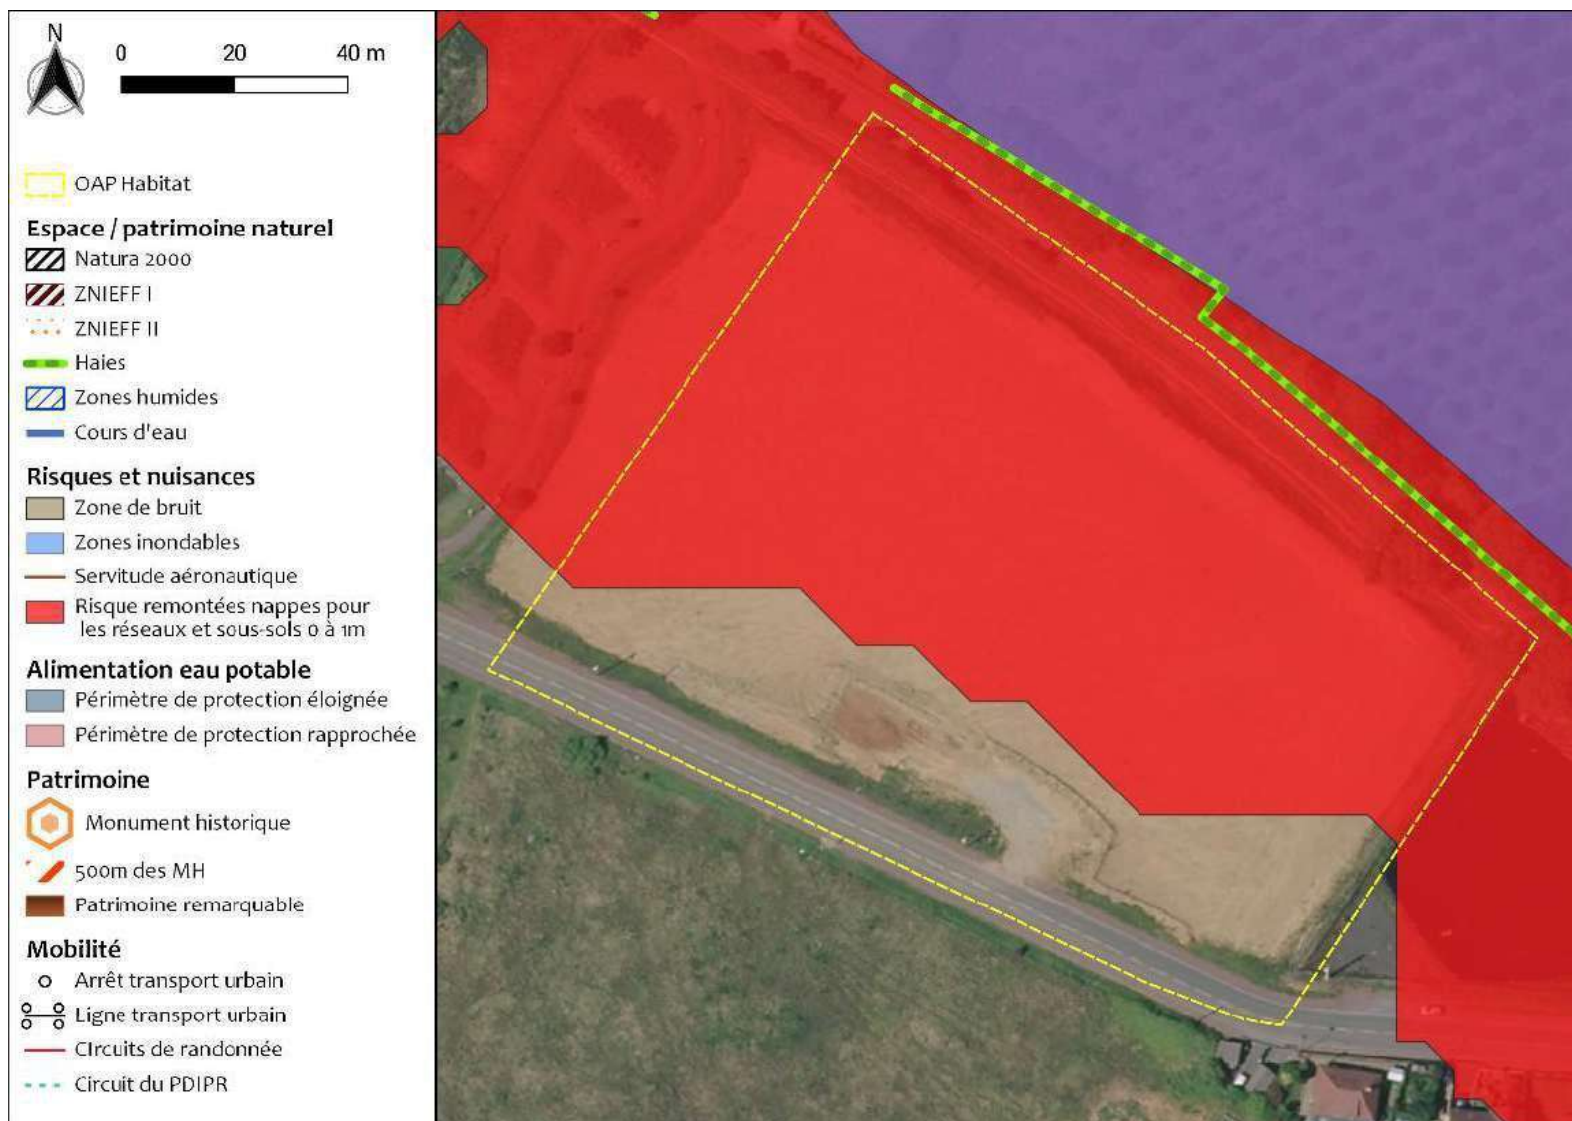 N
0 20 40 m
OAP Habitat
Espace / patrimoine naturel
Natura 2000
ZNIEFF I
ZNIEFF II
Haies
Zones humides
Cours d'eau
Risques et nuisances
Zone de bruit
Zones inondables
Servitude aéronautique
Risque remontées nappes pour
les réseaux et sous-sols 0 à 1m
Alimentation eau potable
Périmètre de protection éloignée
Périmètre de protection rapprochée
Patrimoine
Monument historique
500m des MH
Patrimoine remarquable
Mobilité
Arrêt transport urbain
Ligne transport urbain
CIrcuits de randonnée
Circuit du PDIPR